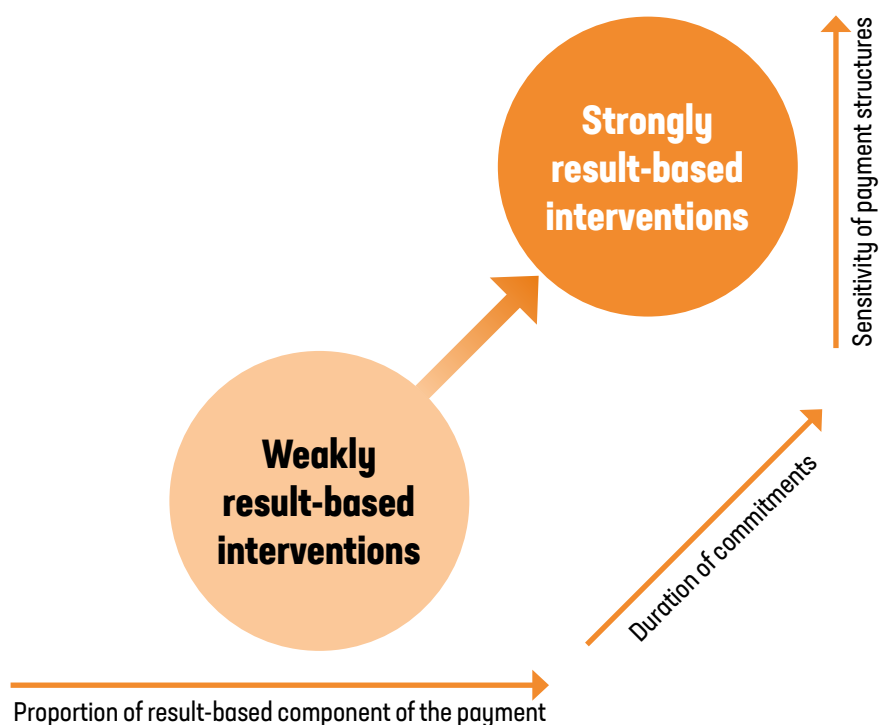 Strongly
result-based
interventions
Sensitivity of payment structures
Weakly
result-based
interventions
Duration of commitments
Proportion of result-based component of the payment